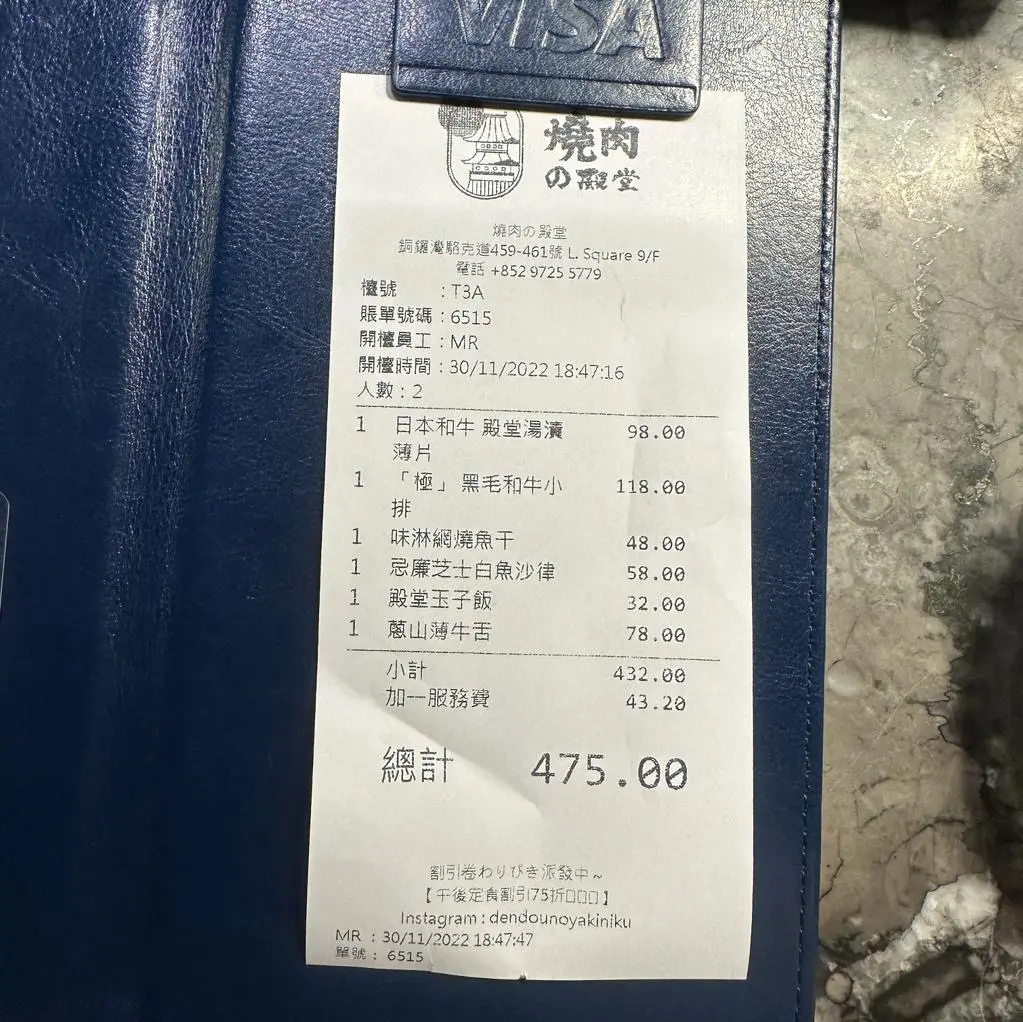 VISA
燒肉
の殿堂
燒肉の殿堂
銅鑼灣駱克道459-461號 L. Square 9/F
電話 +852 9725 5779
檯號 : T3A
賬單號碼 : 6515
開檯員工 : MR
開檯時間 : 30/11/2022 18:47:16
人數 : 2
1 日本和牛 殿堂湯瀆 98.00
薄片
1 「極」 黑毛和牛小 118.00
排
1 味淋網燒魚干 48.00
1 忌廉芝士白魚沙律 58.00
1 殿堂玉子飯 32.00
1 蔥山薄牛舌 78.00
小計 432.00
加一服務費 43.20
總計 475.00
割引卷わりびき派發中~
【午後定食割引75折□□□】
Instagram : dendounoyakiniku
MR : 30/11/2022 18:47:47
單號 : 6515